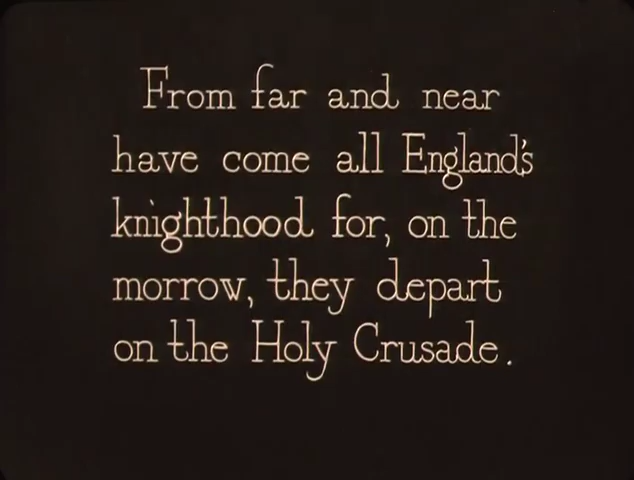 From far and near
have come all England's
knighthood for, on the
morrow, they depart
on the Holy Crusade.